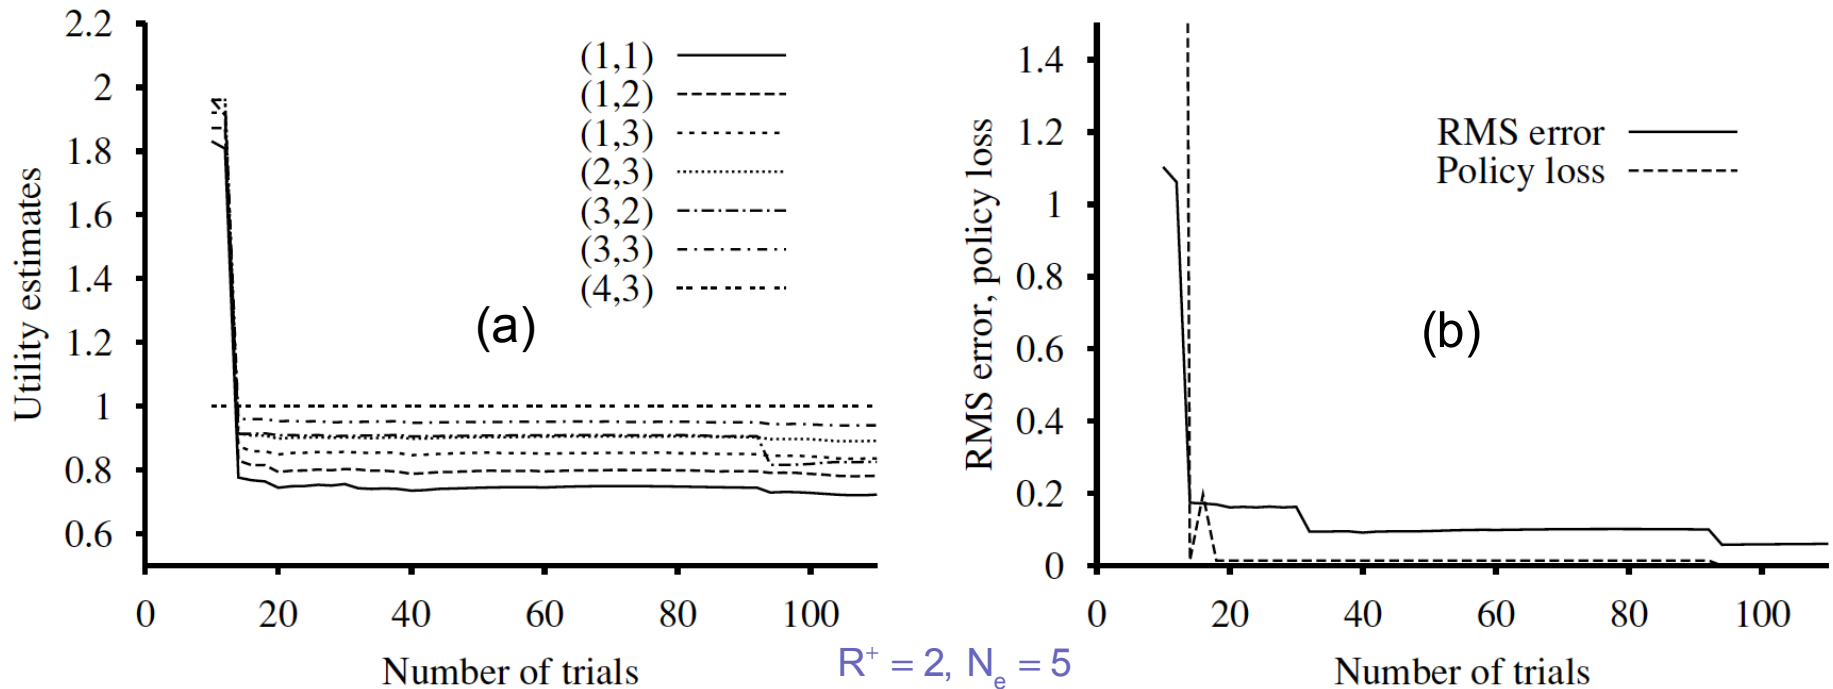 Utility estimates
2.2
2
1.8
1.6
1.4
1.2
1
0.8
0.6
(1,1)
(1,2)
(1,3)
(2,3)
(3,2)
(3,3)
(4,3)
(a)
0 20 40 60 80 100
Number of trials
RMS error, policy loss
1.4
1.2
1
0.8
0.6
0.4
0.2
0
RMS error
Policy loss
(b)
0 20 40 60 80 100
Number of trials
R⁺ = 2, Nₑ = 5